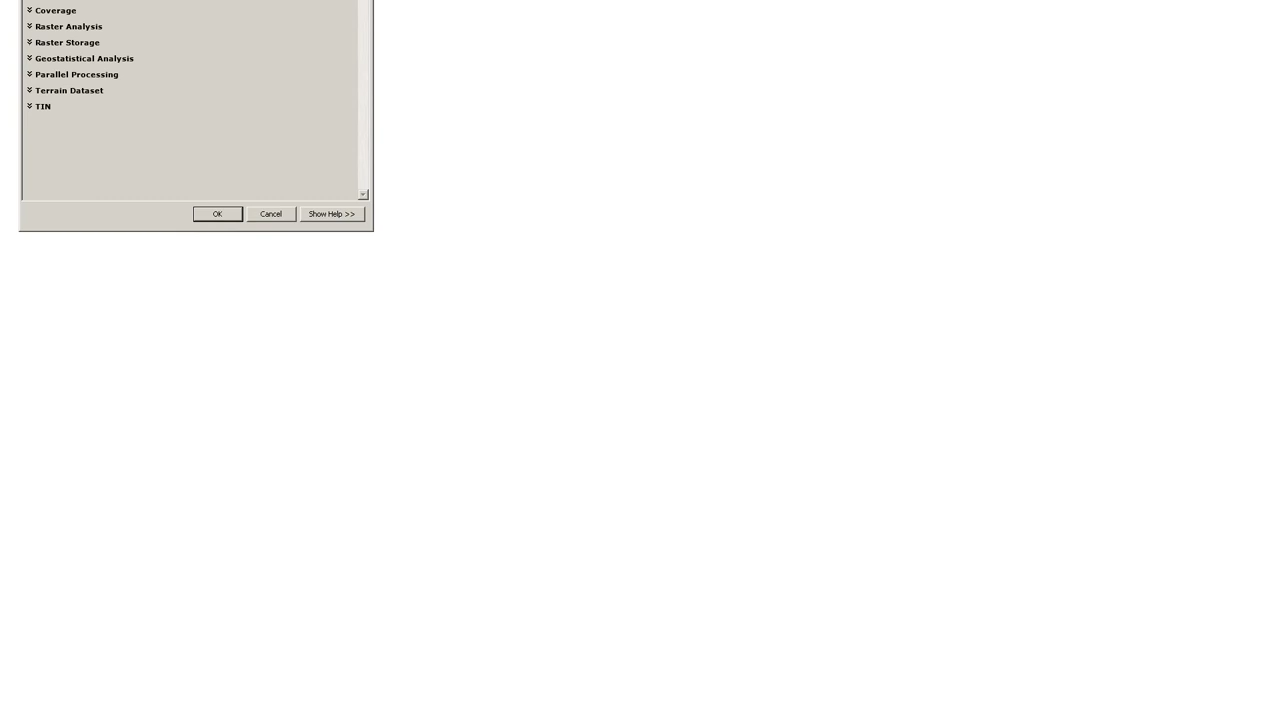 Coverage
Raster Analysis
Raster Storage
Geostatistical Analysis
Parallel Processing
Terrain Dataset
TIN
OK Cancel Show Help >>